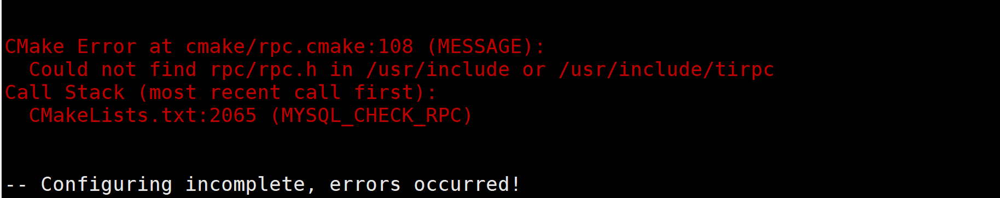 CMake Error at cmake/rpc.cmake:108 (MESSAGE):
  Could not find rpc/rpc.h in /usr/include or /usr/include/tirpc
Call Stack (most recent call first):
  CMakeLists.txt:2065 (MYSQL_CHECK_RPC)
-- Configuring incomplete, errors occurred!